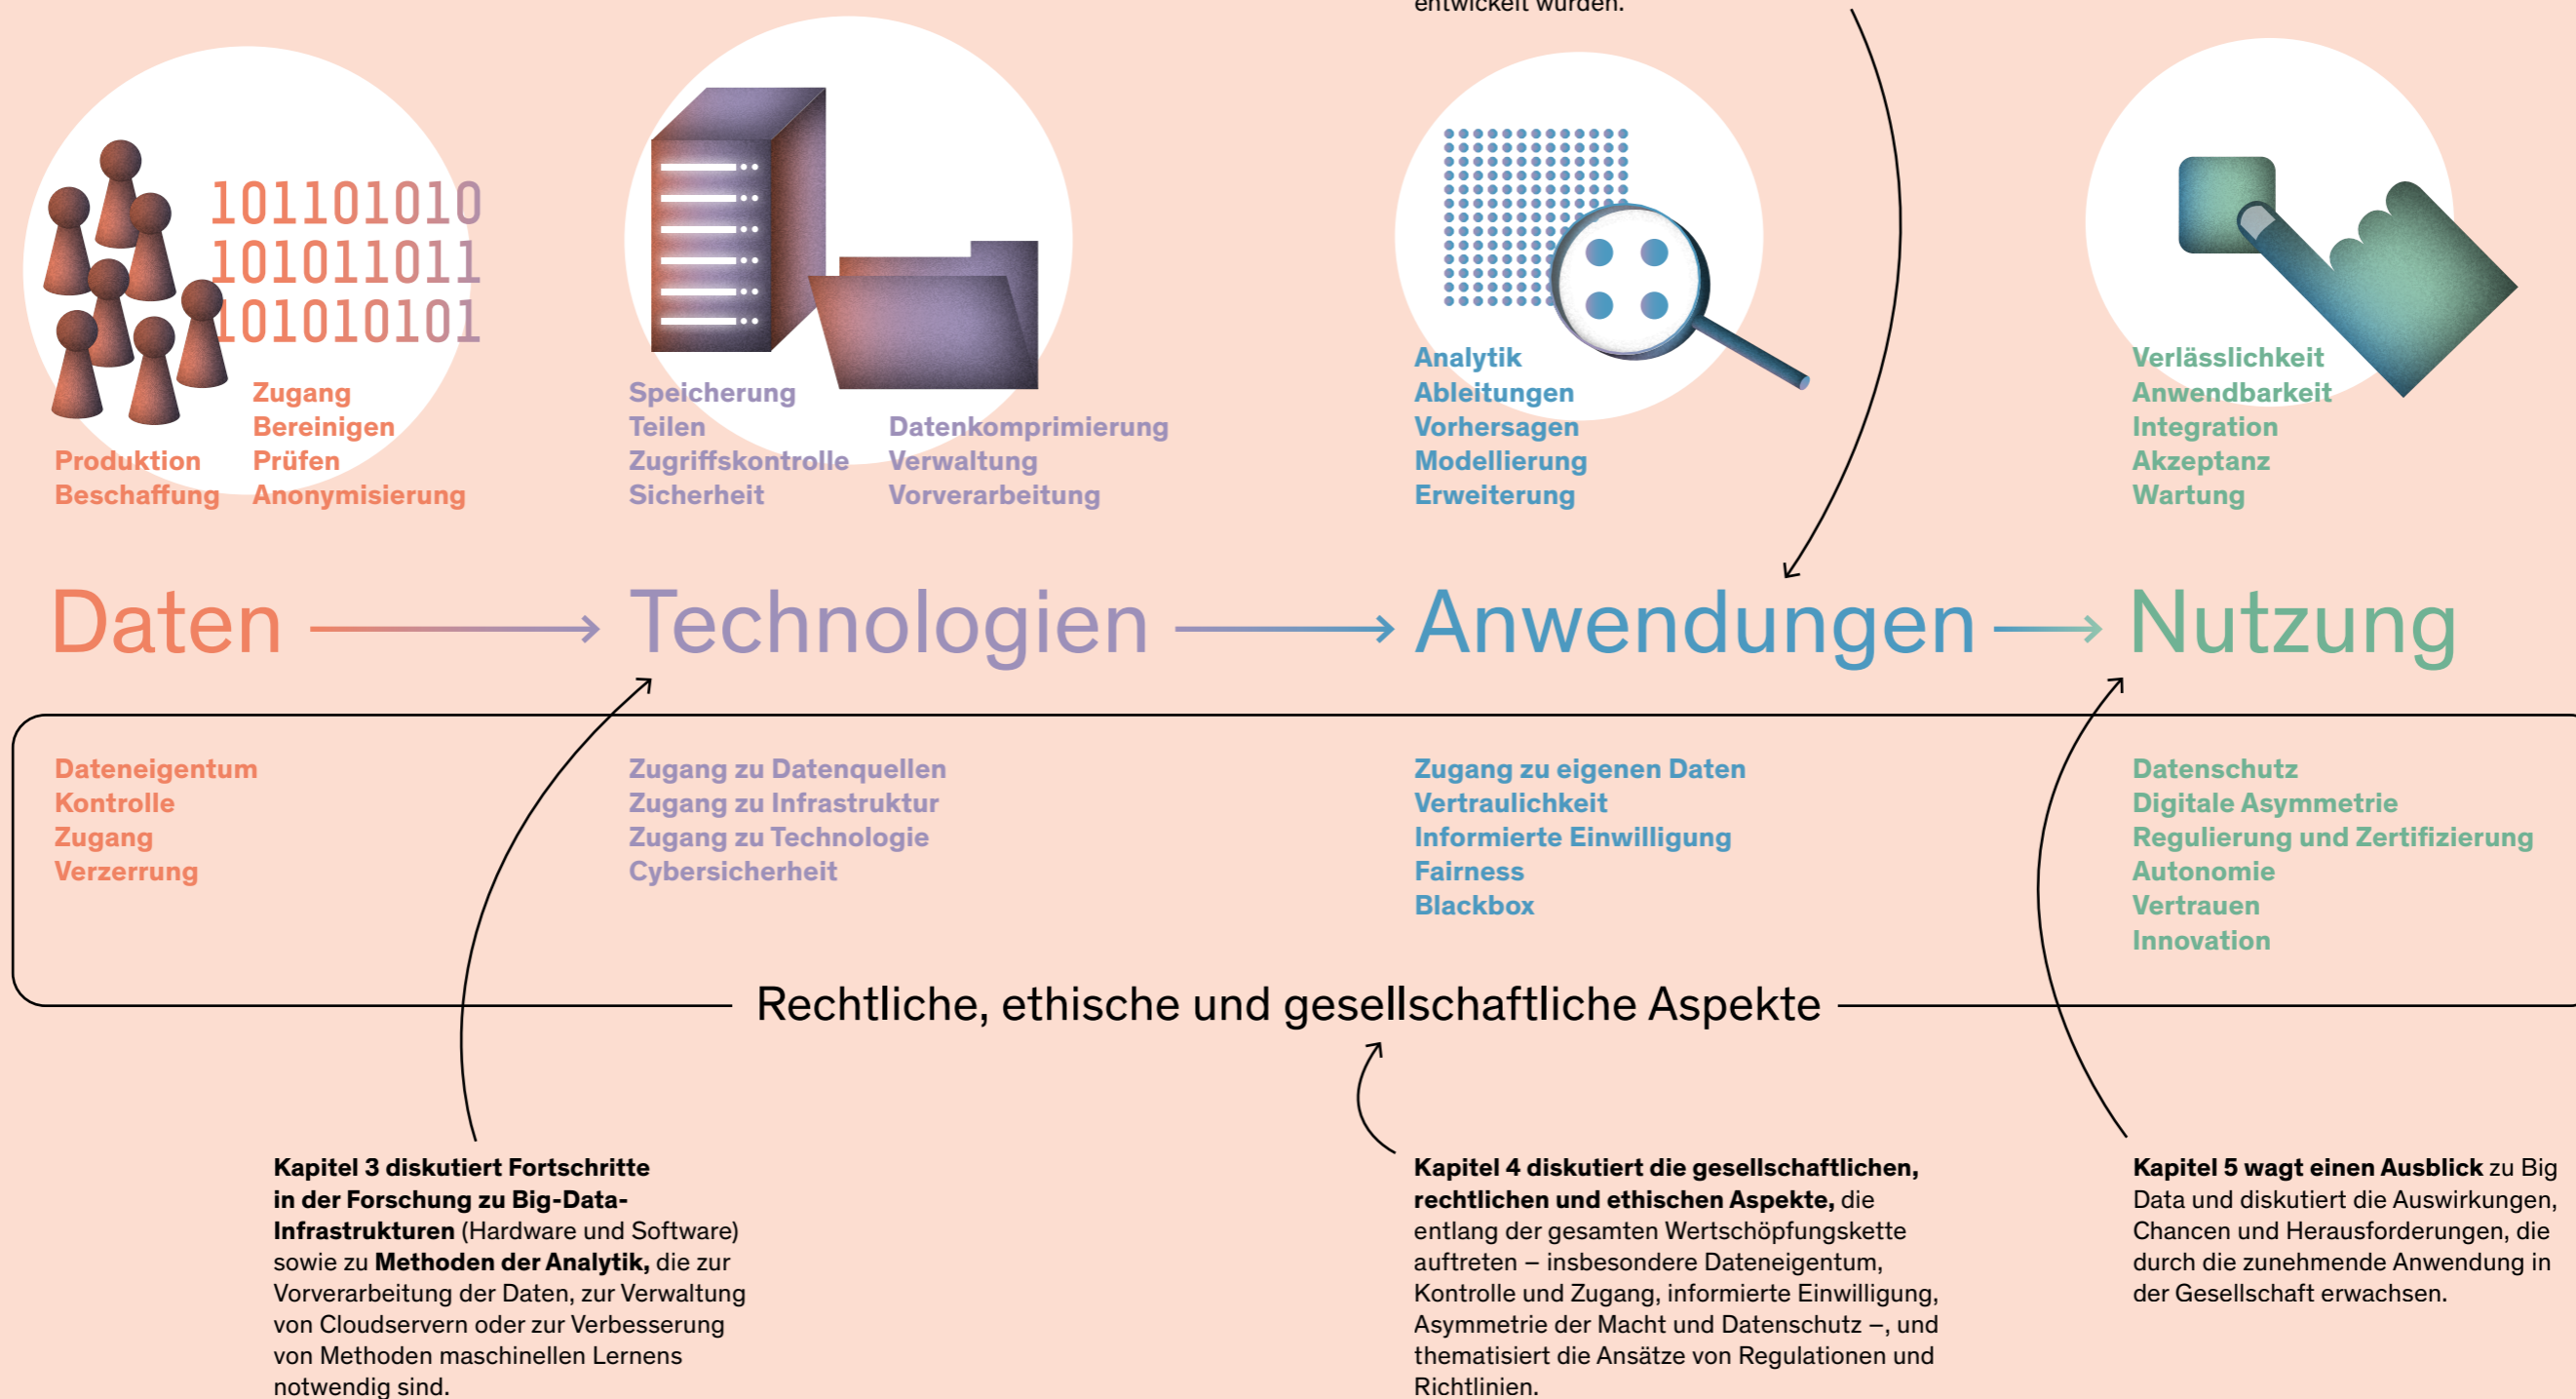 entwickelt wurden.
101101010
101011011
101010101
Zugang
Bereinigen
Produktion Prüfen
Beschaffung Anonymisierung
Speicherung
Teilen Datenkomprimierung
Zugriffskontrolle Verwaltung
Sicherheit Vorverarbeitung
Analytik
Ableitungen
Vorhersagen
Modellierung
Erweiterung
Verlässlichkeit
Anwendbarkeit
Integration
Akzeptanz
Wartung
Daten Technologien Anwendungen Nutzung
Dateneigentum
Kontrolle
Zugang
Verzerrung
Zugang zu Datenquellen
Zugang zu Infrastruktur
Zugang zu Technologie
Cybersicherheit
Zugang zu eigenen Daten
Vertraulichkeit
Informierte Einwilligung
Fairness
Blackbox
Datenschutz
Digitale Asymmetrie
Regulierung und Zertifizierung
Autonomie
Vertrauen
Innovation
Rechtliche, ethische und gesellschaftliche Aspekte
Kapitel 3 diskutiert Fortschritte
in der Forschung zu Big-Data-
Infrastrukturen (Hardware und Software)
sowie zu Methoden der Analytik, die zur
Vorverarbeitung der Daten, zur Verwaltung
von Cloudservern oder zur Verbesserung
von Methoden maschinellen Lernens
notwendig sind.
Kapitel 4 diskutiert die gesellschaftlichen,
rechtlichen und ethischen Aspekte, die
entlang der gesamten Wertschöpfungskette
auftreten – insbesondere Dateneigentum,
Kontrolle und Zugang, informierte Einwilligung,
Asymmetrie der Macht und Datenschutz –, und
thematisiert die Ansätze von Regulationen und
Richtlinien.
Kapitel 5 wagt einen Ausblick zu Big
Data und diskutiert die Auswirkungen,
Chancen und Herausforderungen, die
durch die zunehmende Anwendung in
der Gesellschaft erwachsen.